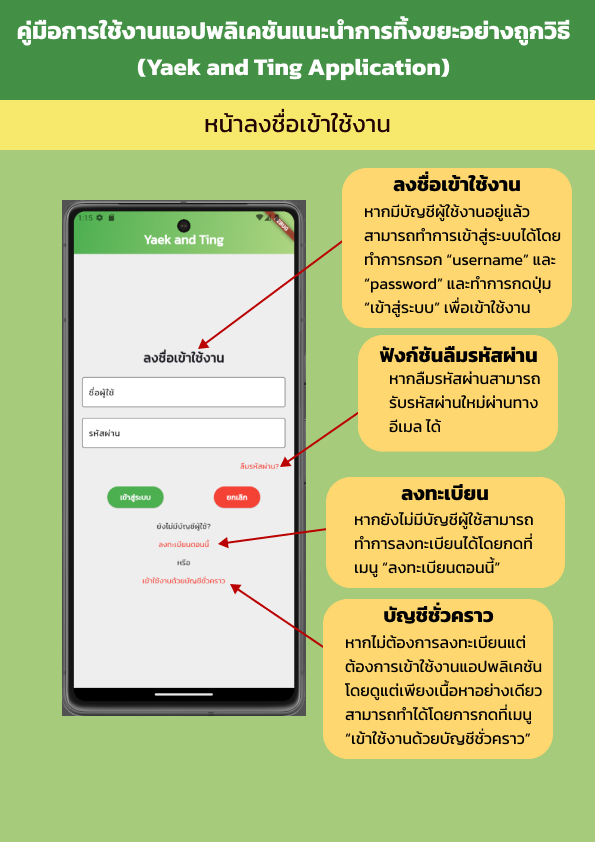 คู่มือการใช้งานแอปพลิเคชันแนะนำการทิ้งขยะอย่างถูกวิธี
(Yaek and Ting Application)
หน้าลงชื่อเข้าใช้งาน
1:15
DEBUG
Yaek and Ting
ลงชื่อเข้าใช้งาน
ชื่อผู้ใช้
รหัสผ่าน
ลืมรหัสผ่าน?
เข้าสู่ระบบ
ยกเลิก
ยังไม่มีบัญชีผู้ใช้?
ลงทะเบียนตอนนี้
หรือ
เข้าใช้งานด้วยบัญชีชั่วคราว
ลงชื่อเข้าใช้งาน
หากมีบัญชีผู้ใช้งานอยู่แล้ว
สามารถทำการเข้าสู่ระบบได้โดย
ทำการกรอก “username” และ
“password” และทำการกดปุ่ม
“เข้าสู่ระบบ” เพื่อเข้าใช้งาน
ฟังก์ชันลืมรหัสผ่าน
หากลืมรหัสผ่านสามารถ
รับรหัสผ่านใหม่ผ่านทาง
อีเมล ได้
ลงทะเบียน
หากยังไม่มีบัญชีผู้ใช้สามารถ
ทำการลงทะเบียนได้โดยกดที่
เมนู “ลงทะเบียนตอนนี้”
บัญชีชั่วคราว
หากไม่ต้องการลงทะเบียนแต่
ต้องการเข้าใช้งานแอปพลิเคชัน
โดยดูแต่เพียงเนื้อหาอย่างเดียว
สามารถทำได้โดยการกดที่เมนู
“เข้าใช้งานด้วยบัญชีชั่วคราว”